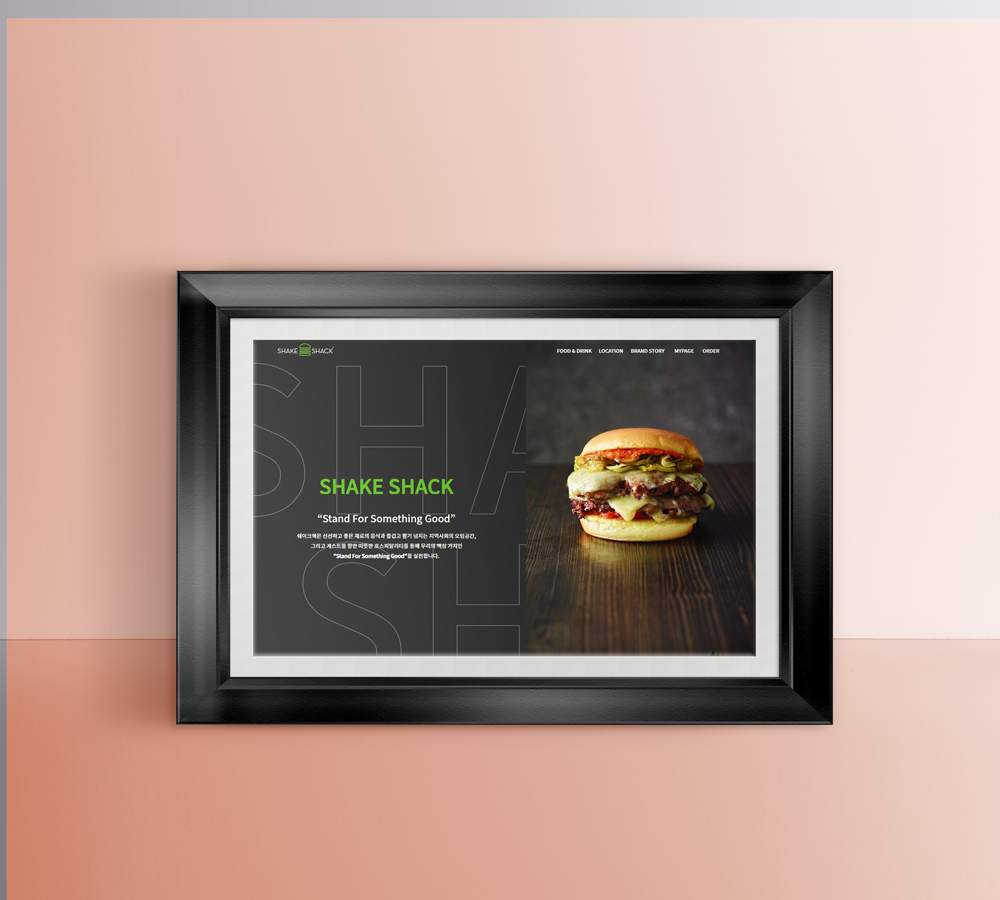 SHAKE SHACK
FOOD & DRINK LOCATION BRAND STORY MYPAGE ORDER
SHA
SHAKE SHACK
“Stand For Something Good”
쉐이크쉑은 신선하고 좋은 재료의 음식과 즐겁고 활기 넘치는 지역사회의 모임공간,
그리고 게스트를 향한 따뜻한 호스피탈리티를 통해 우리의 핵심 가치인
“Stand For Something Good”을 실천합니다.
SH